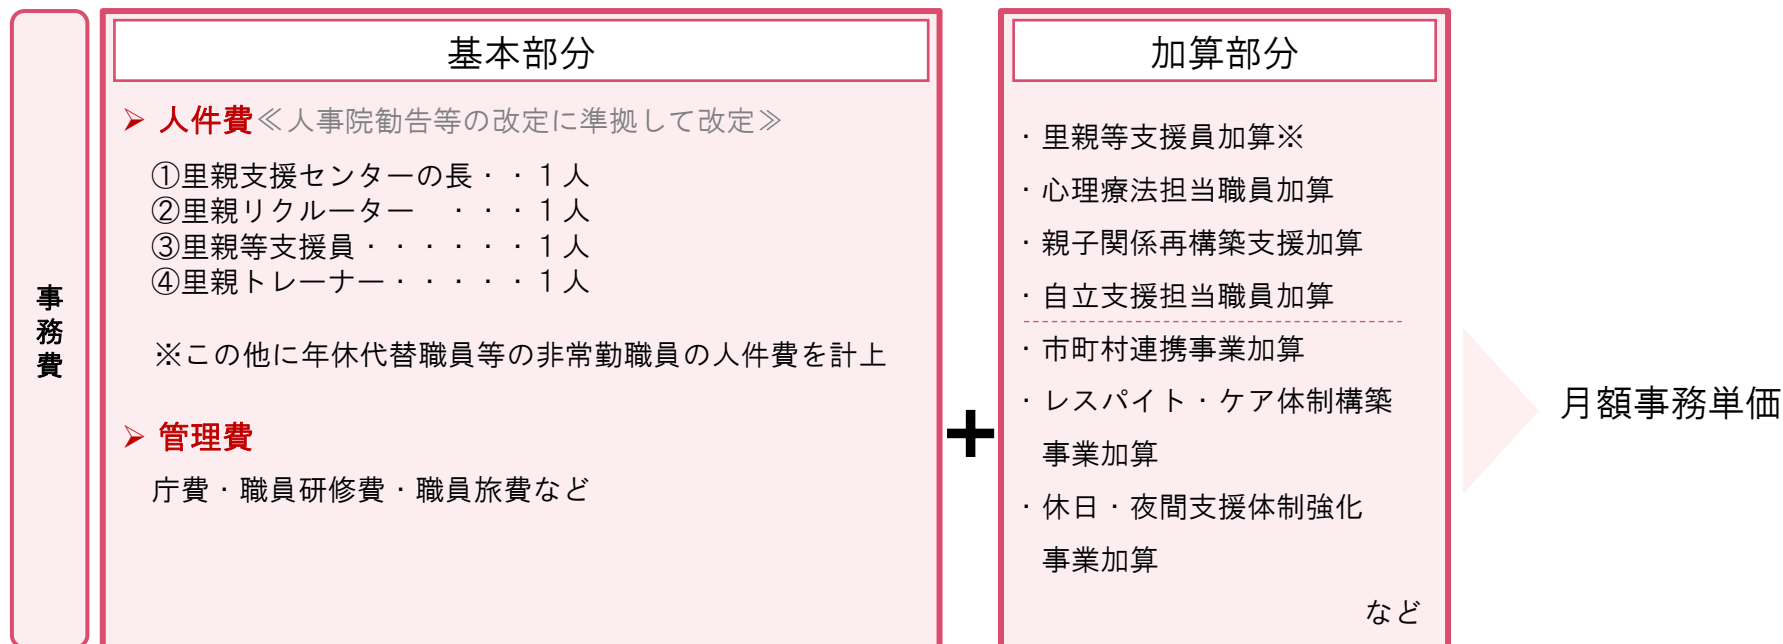 事務費
基本部分
➢ 人件費≪人事院勧告等の改定に準拠して改定≫
①里親支援センターの長・・１人
②里親リクルーター　・・・１人
③里親等支援員・・・・・・１人
④里親トレーナー・・・・・１人
※この他に年休代替職員等の非常勤職員の人件費を計上
➢ 管理費
庁費・職員研修費・職員旅費など
+
加算部分
・里親等支援員加算※
・心理療法担当職員加算
・親子関係再構築支援加算
・自立支援担当職員加算
・市町村連携事業加算
・レスパイト・ケア体制構築
事業加算
・休日・夜間支援体制強化
事業加算
など
月額事務単価